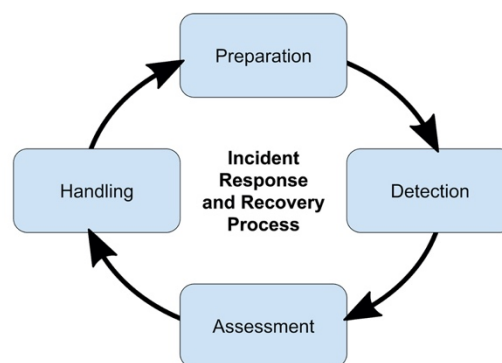 Preparation
Handling
Incident
Response
and Recovery
Process
Detection
Assessment